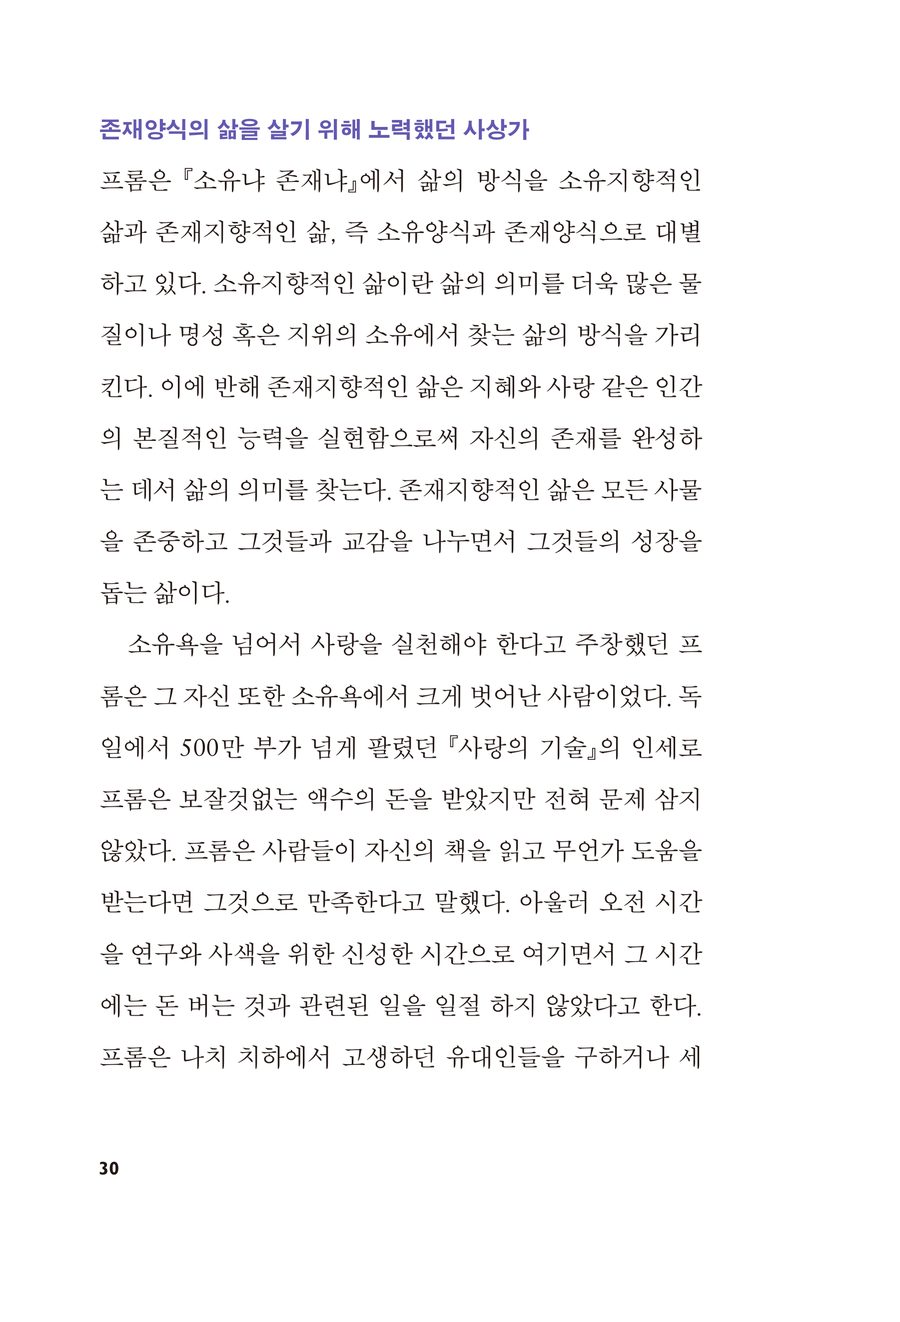 존재양식의 삶을 살기 위해 노력했던 사상가
프롬은 『소유냐 존재냐』에서 삶의 방식을 소유지향적인
삶과 존재지향적인 삶, 즉 소유양식과 존재양식으로 대별
하고 있다. 소유지향적인 삶이란 삶의 의미를 더욱 많은 물
질이나 명성 혹은 지위의 소유에서 찾는 삶의 방식을 가리
킨다. 이에 반해 존재지향적인 삶은 지혜와 사랑 같은 인간
의 본질적인 능력을 실현함으로써 자신의 존재를 완성하
는 데서 삶의 의미를 찾는다. 존재지향적인 삶은 모든 사물
을 존중하고 그것들과 교감을 나누면서 그것들의 성장을
돕는 삶이다.
소유욕을 넘어서 사랑을 실천해야 한다고 주창했던 프
롬은 그 자신 또한 소유욕에서 크게 벗어난 사람이었다. 독
일에서 500만 부가 넘게 팔렸던 『사랑의 기술』의 인세로
프롬은 보잘것없는 액수의 돈을 받았지만 전혀 문제 삼지
않았다. 프롬은 사람들이 자신의 책을 읽고 무언가 도움을
받는다면 그것으로 만족한다고 말했다. 아울러 오전 시간
을 연구와 사색을 위한 신성한 시간으로 여기면서 그 시간
에는 돈 버는 것과 관련된 일을 일절 하지 않았다고 한다.
프롬은 나치 치하에서 고생하던 유대인들을 구하거나 세
30